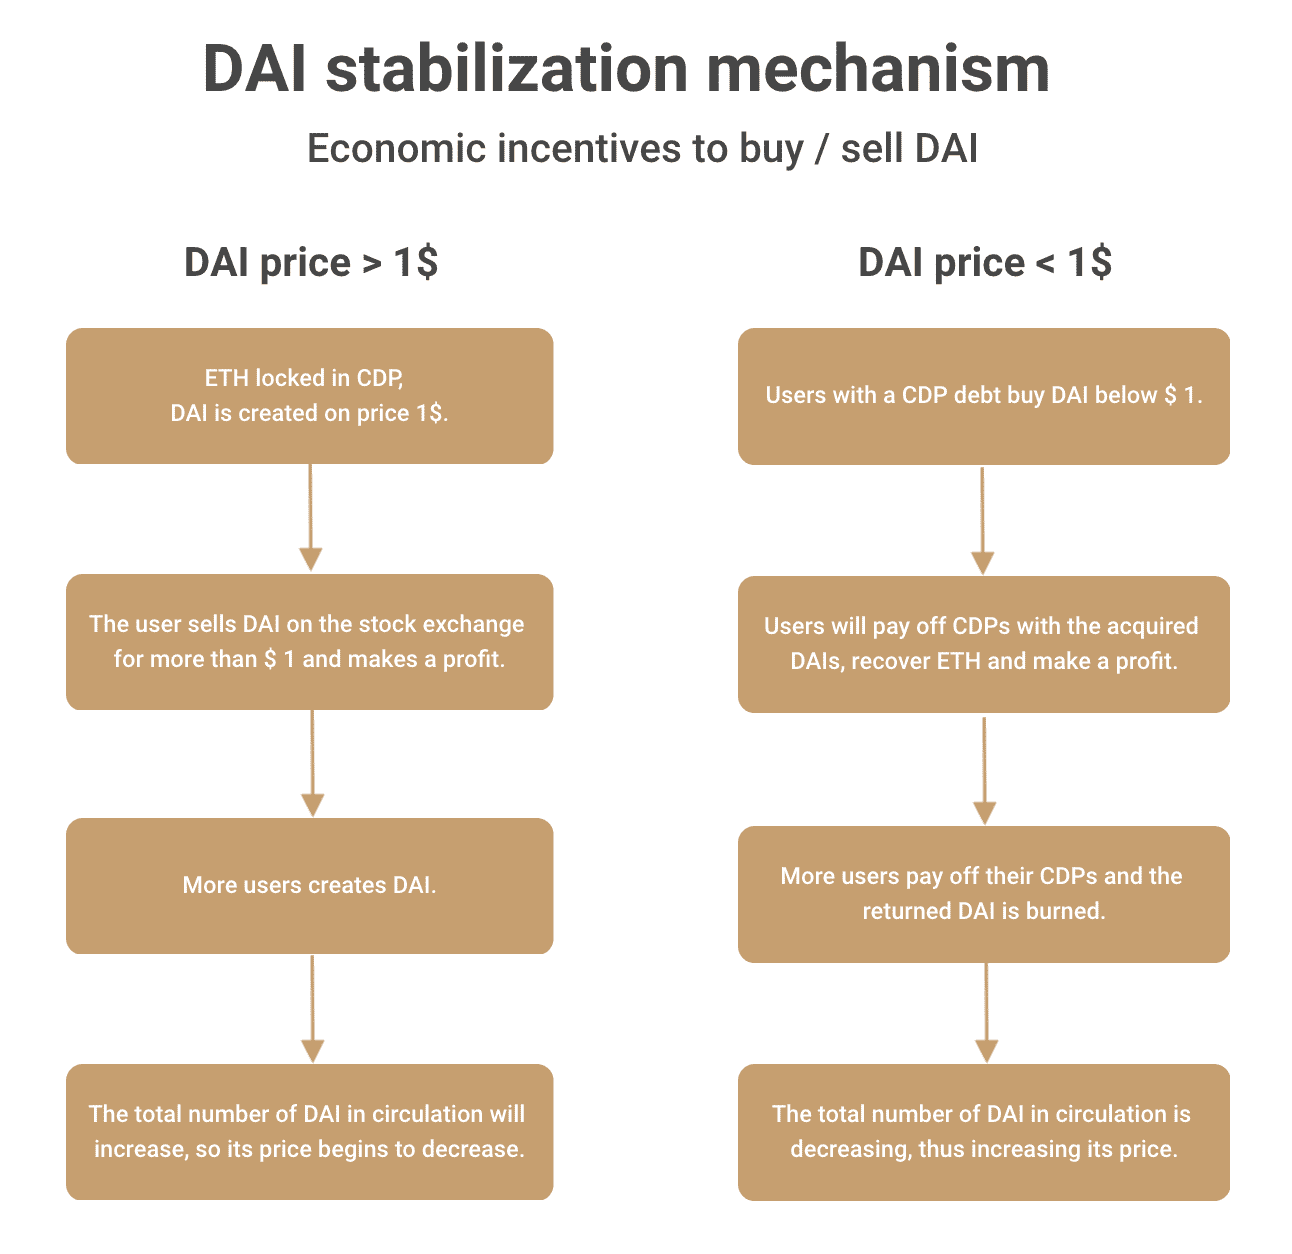 DAI stabilization mechanism
Economic incentives to buy / sell DAI
DAI price > 1$
ETH locked in CDP,
DAI is created on price 1$.
The user sells DAI on the stock exchange
for more than $ 1 and makes a profit.
More users creates DAI.
The total number of DAI in circulation will
increase, so its price begins to decrease.
DAI price < 1$
Users with a CDP debt buy DAI below $ 1.
Users will pay off CDPs with the acquired
DAIs, recover ETH and make a profit.
More users pay off their CDPs and the
returned DAI is burned.
The total number of DAI in circulation is
decreasing, thus increasing its price.